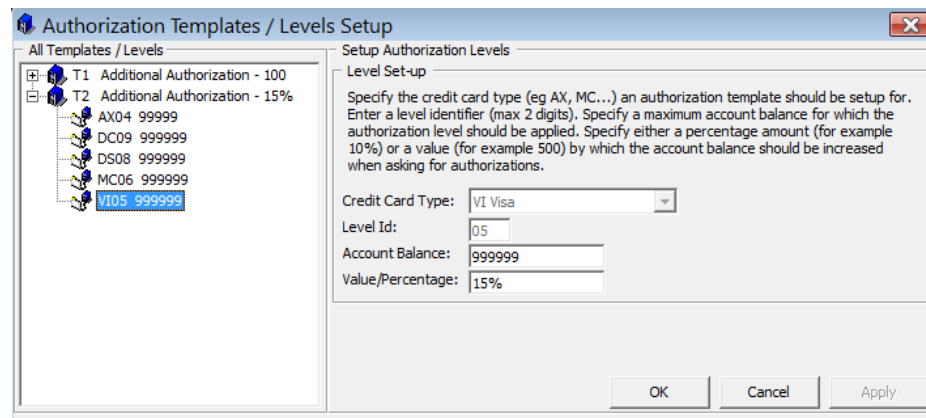 Authorization Templates / Levels Setup
All Templates / Levels
T1 Additional Authorization - 100
T2 Additional Authorization - 15%
AX04 99999
DC09 999999
DS08 999999
MC06 999999
VI05 999999
Setup Authorization Levels
Level Set-up
Specify the credit card type (eg AX, MC...) an authorization template should be setup for.
Enter a level identifier (max 2 digits). Specify a maximum account balance for which the
authorization level should be applied. Specify either a percentage amount (for example
10%) or a value (for example 500) by which the account balance should be increased
when asking for authorizations.
Credit Card Type: VI Visa
Level Id: 05
Account Balance: 999999
Value/Percentage: 15%
OK Cancel Apply